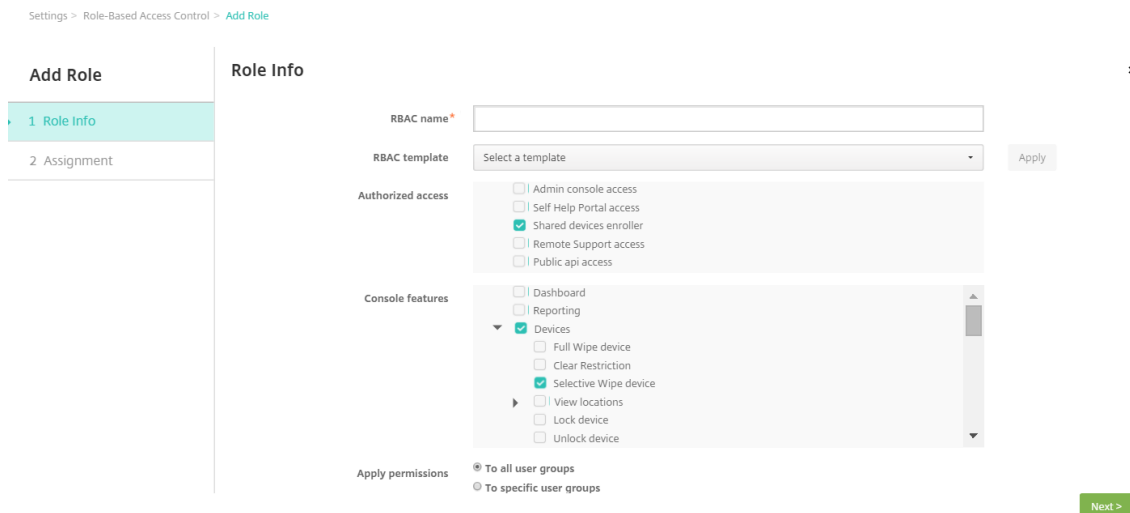 Settings > Role-Based Access Control > Add Role
Add Role
1 Role Info
2 Assignment
Role Info
RBAC name*
RBAC template Select a template Apply
Authorized access
Admin console access
Self Help Portal access
Shared devices enroller
Remote Support access
Public api access
Console features
Dashboard
Reporting
Devices
Full Wipe device
Clear Restriction
Selective Wipe device
View locations
Lock device
Unlock device
Apply permissions
To all user groups
To specific user groups
Next >